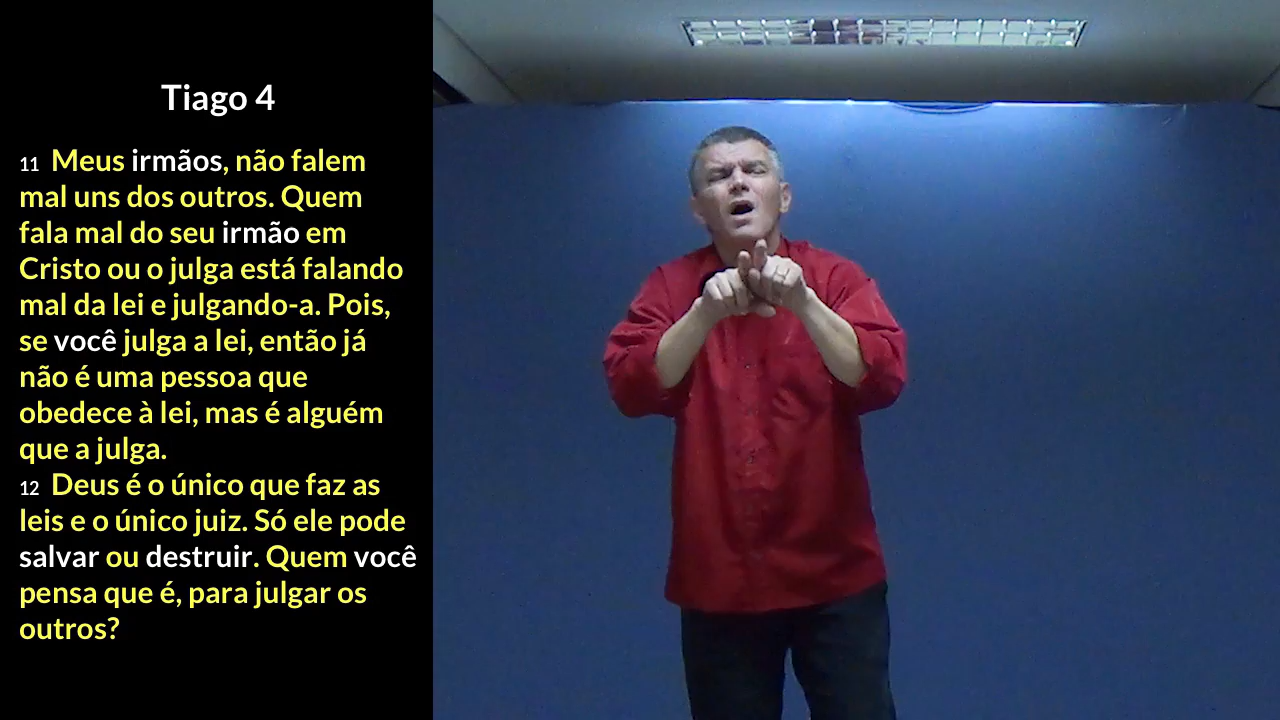 Tiago 4
11 Meus irmãos, não falem
mal uns dos outros. Quem
fala mal do seu irmão em
Cristo ou o julga está falando
mal da lei e julgando-a. Pois,
se você julga a lei, então já
não é uma pessoa que
obedece à lei, mas é alguém
que a julga.
12 Deus é o único que faz as
leis e o único juiz. Só ele pode
salvar ou destruir. Quem você
pensa que é, para julgar os
outros?